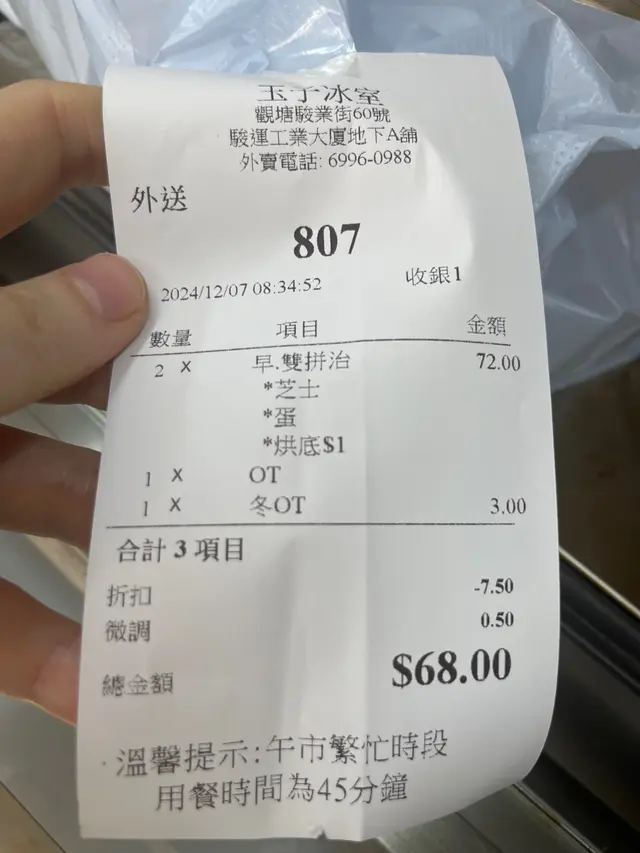 玉子冰室
觀塘駿業街60號
駿運工業大廈地下A舖
外賣電話: 6996-0988
外送
807
2024/12/07 08:34:52 收銀1
數量 項目 金額
2 X 早.雙拼治 72.00
*芝士
*蛋
*烘底$1
1 X OT
1 X 冬OT 3.00
合計 3 項目
折扣 -7.50
微調 0.50
總金額 $68.00
溫馨提示:午市繁忙時段
用餐時間為45分鐘